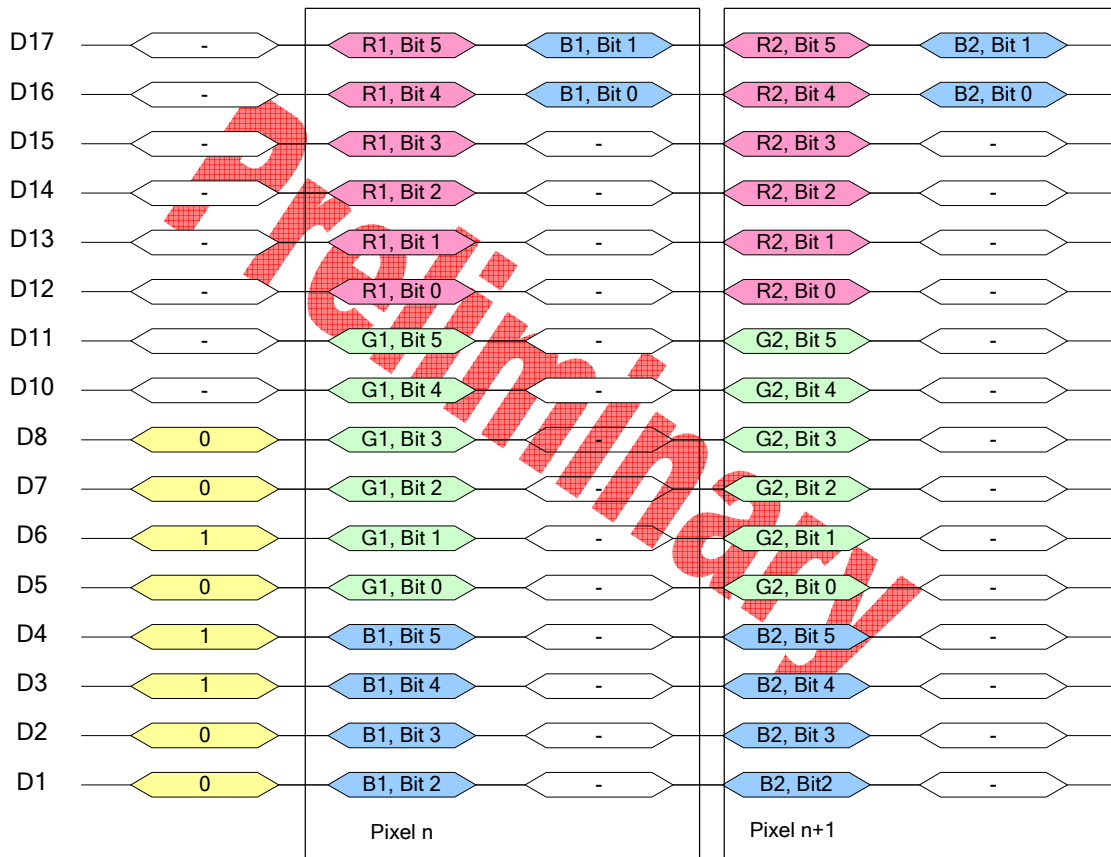 D17 - R1, Bit 5 B1, Bit 1 R2, Bit 5 B2, Bit 1
D16 - R1, Bit 4 B1, Bit 0 R2, Bit 4 B2, Bit 0
D15 - R1, Bit 3 - R2, Bit 3 -
D14 - R1, Bit 2 - R2, Bit 2 -
D13 - R1, Bit 1 - R2, Bit 1 -
D12 - R1, Bit 0 - R2, Bit 0 -
D11 - G1, Bit 5 - G2, Bit 5 -
D10 - G1, Bit 4 - G2, Bit 4 -
D8 0 G1, Bit 3 - G2, Bit 3 -
D7 0 G1, Bit 2 - G2, Bit 2 -
D6 1 G1, Bit 1 - G2, Bit 1 -
D5 0 G1, Bit 0 - G2, Bit 0 -
D4 1 B1, Bit 5 - B2, Bit 5 -
D3 1 B1, Bit 4 - B2, Bit 4 -
D2 0 B1, Bit 3 - B2, Bit 3 -
D1 0 B1, Bit 2 - B2, Bit2 -
Pixel n Pixel n+1
Preliminary